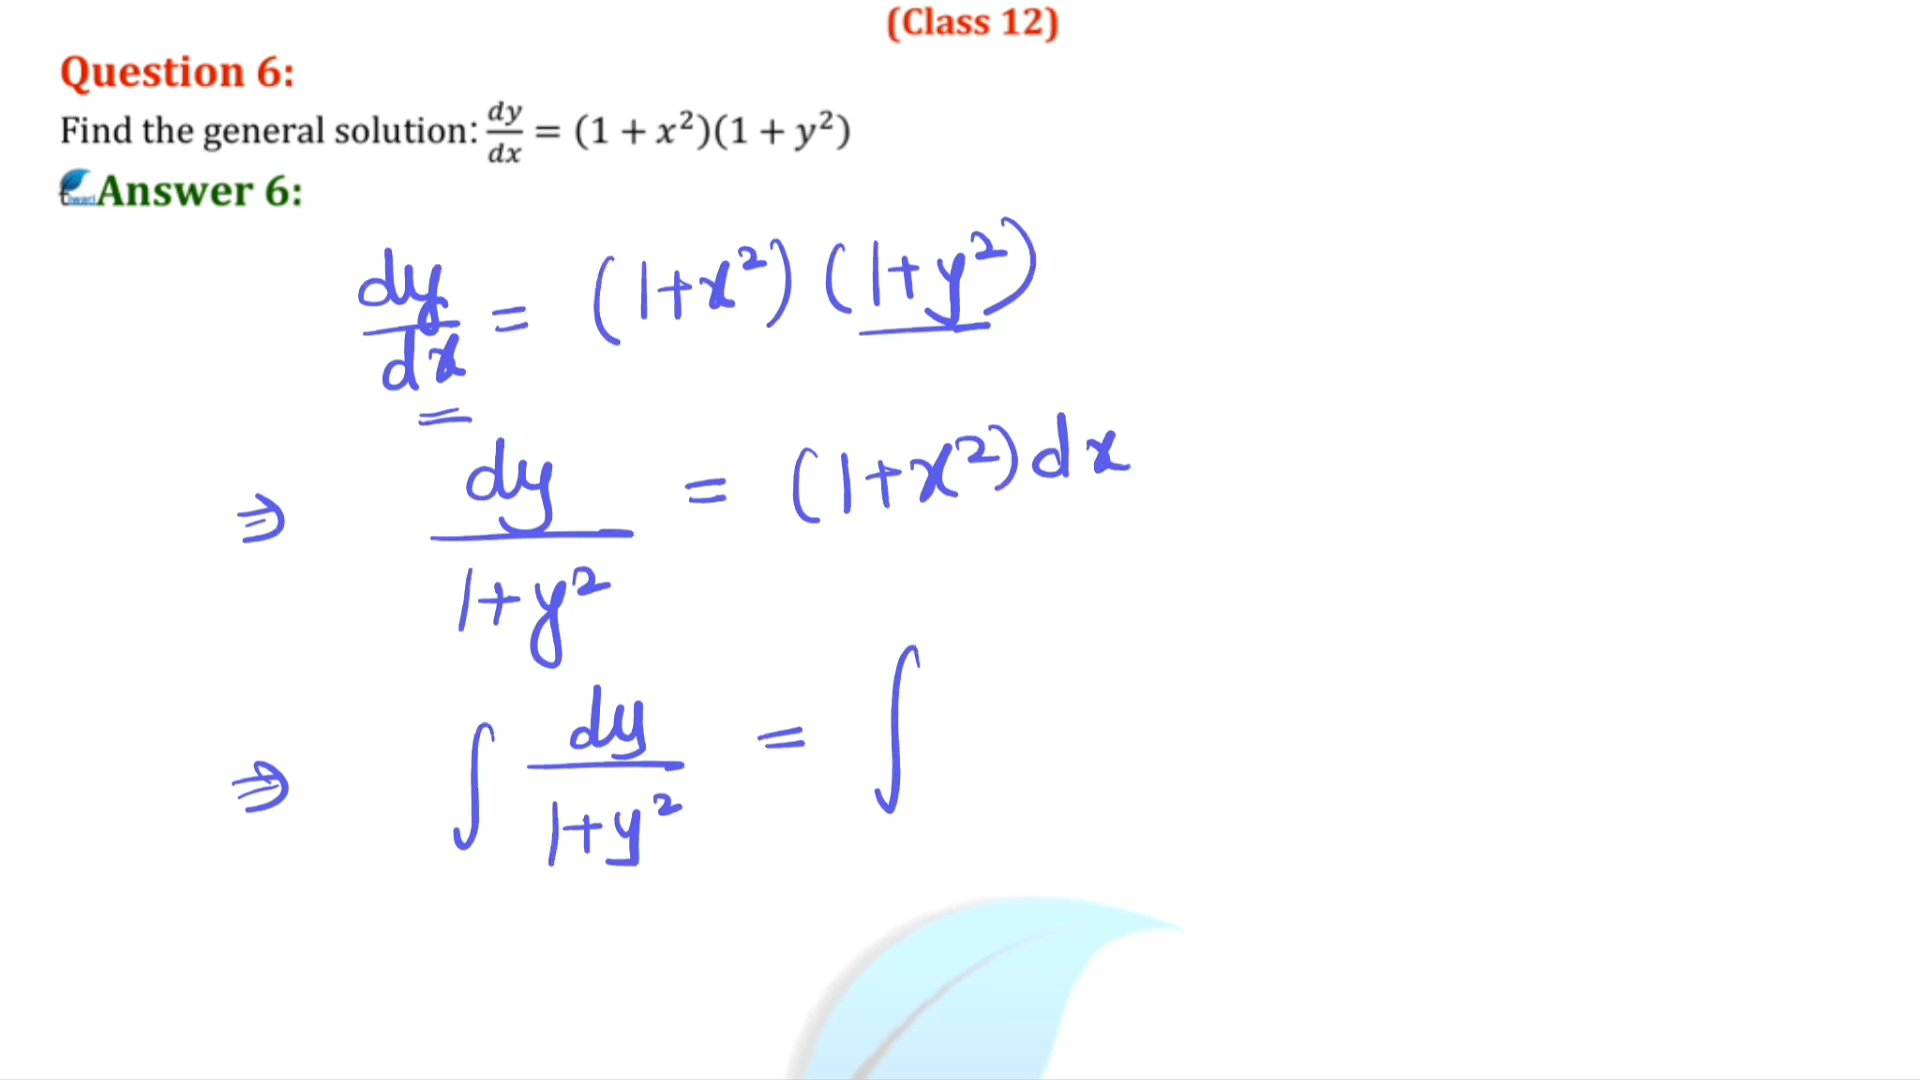 (Class 12)
Question 6:
Find the general solution: dy/dx = (1 + x²)(1 + y²)
Answer 6:
dy/dx = (1+x²) (1+y²)
⇒ dy/1+y² = (1+x²) dx
⇒ ∫ dy/1+y² = ∫